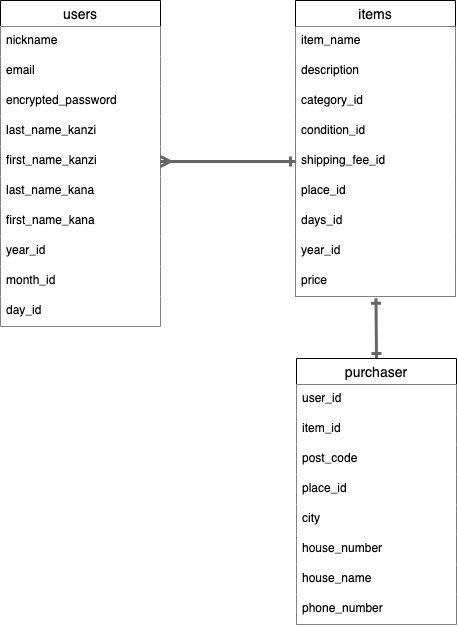 users
nickname
email
encrypted_password
last_name_kanzi
first_name_kanzi
last_name_kana
first_name_kana
year_id
month_id
day_id
items
item_name
description
category_id
condition_id
shipping_fee_id
place_id
days_id
year_id
price
purchaser
user_id
item_id
post_code
place_id
city
house_number
house_name
phone_number